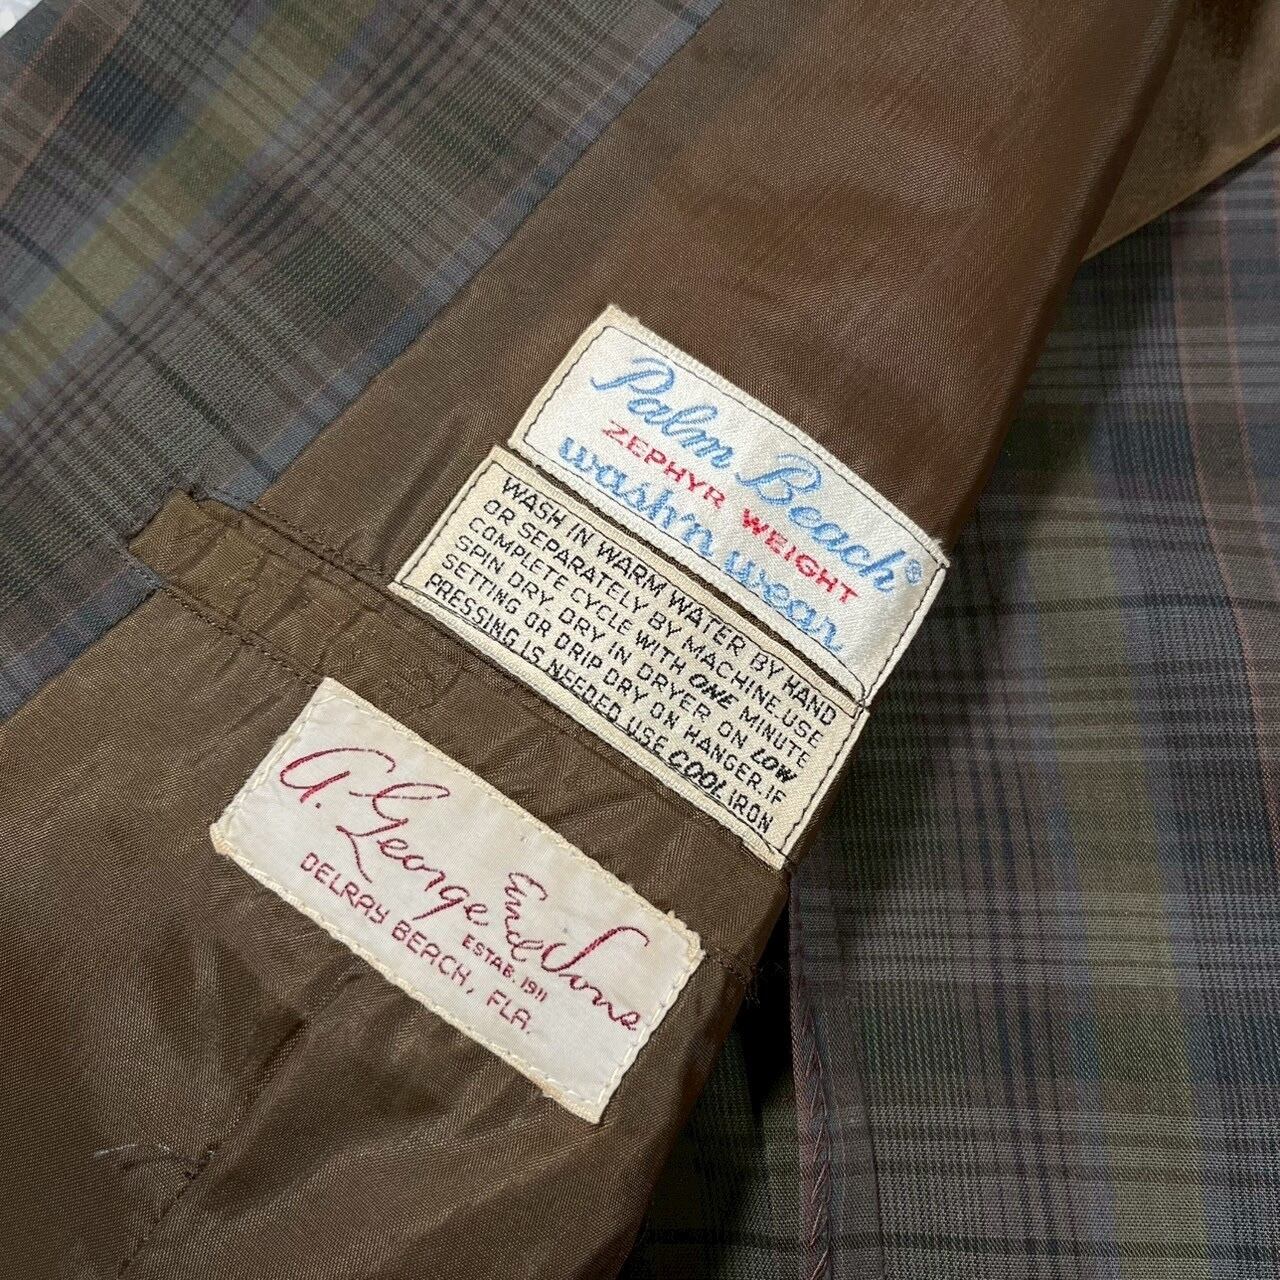 Palm Beach®
ZEPHYR WEIGHT
wash'n wear
WASH IN WARM WATER BY HAND
OR SEPARATELY BY MACHINE. USE
COMPLETE CYCLE WITH ONE MINUTE
SPIN DRY. DRY IN DRYER ON LOW
SETTING OR DRIP DRY ON HANGER. IF
PRESSING IS NEEDED USE COOL IRON
A. George and Sons
ESTAB. 1911
DELRAY BEACH, FLA.